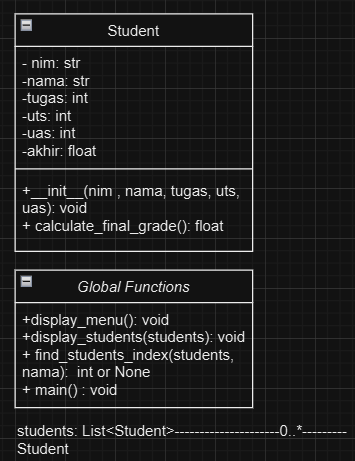 Student
- nim: str
-nama: str
-tugas: int
-uts: int
-uas: int
-akhir: float
+__init__(nim , nama, tugas, uts,
uas): void
+ calculate_final_grade(): float
Global Functions
+display_menu(): void
+display_students(students): void
+ find_students_index(students,
nama):  int or None
+ main() : void
students: List<Student>----------------------0..*---------
Student